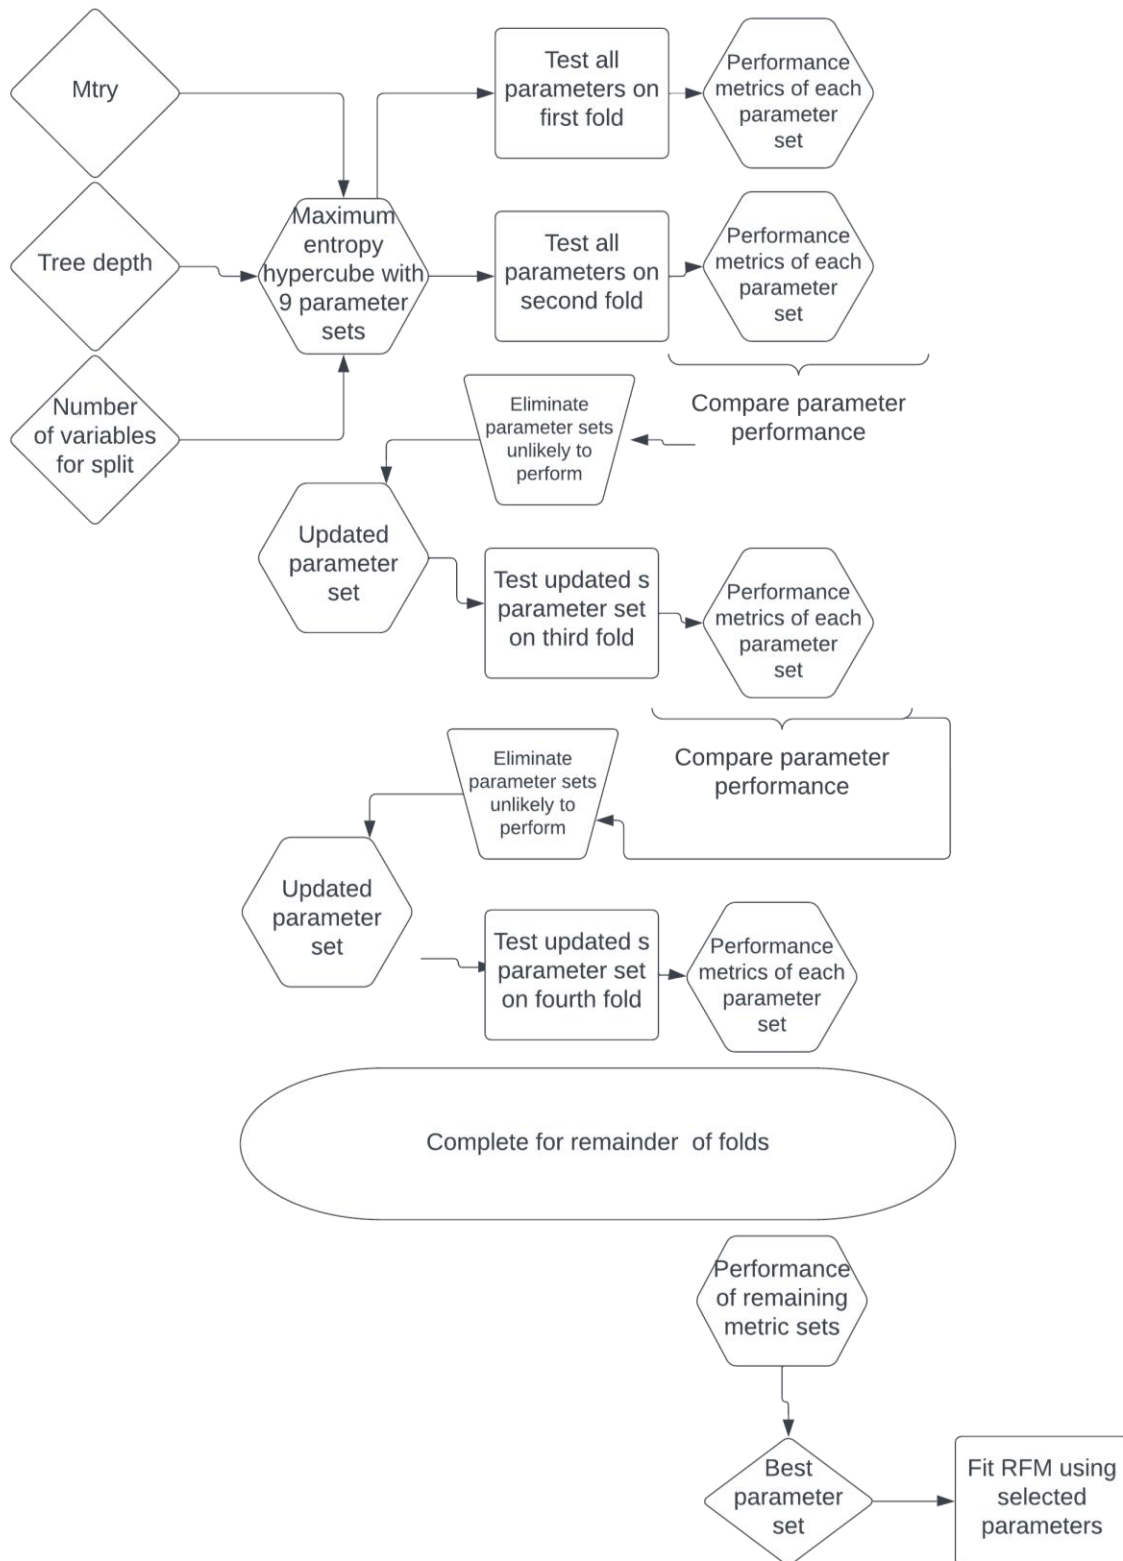 Mtry
Test all
parameters on
first fold
Performance
metrics of each
parameter
set
Tree depth
Maximum
entropy
hypercube with
9 parameter
sets
Test all
parameters on
second fold
Performance
metrics of each
parameter
set
Number
of variables
for split
Compare parameter
performance
Eliminate
parameter sets
unlikely to
perform
Updated
parameter
set
Test updated s
parameter set
on third fold
Performance
metrics of each
parameter
set
Compare parameter
performance
Eliminate
parameter sets
unlikely to
perform
Updated
parameter
set
Test updated s
parameter set
on fourth fold
Performance
metrics of each
parameter
set
Complete for remainder  of folds
Performance
of remaining
metric sets
Best
parameter
set
Fit RFM using
selected
parameters